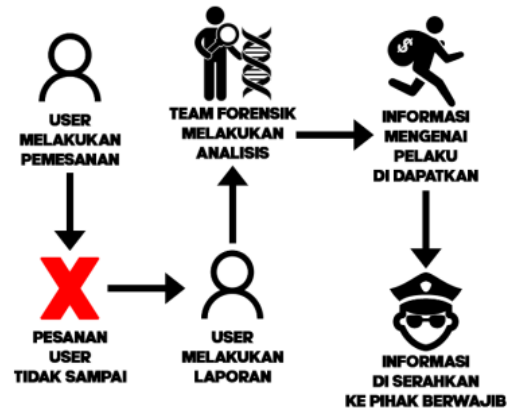 USER
MELAKUKAN
PEMESANAN
PESANAN
USER
TIDAK SAMPAI
USER
MELAKUKAN
LAPORAN
TEAM FORENSIK
MELAKUKAN
ANALISIS
$
INFORMASI
MENGENAI
PELAKU
DI DAPATKAN
INFORMASI
DI SERAHKAN
KE PIHAK BERWAJIB